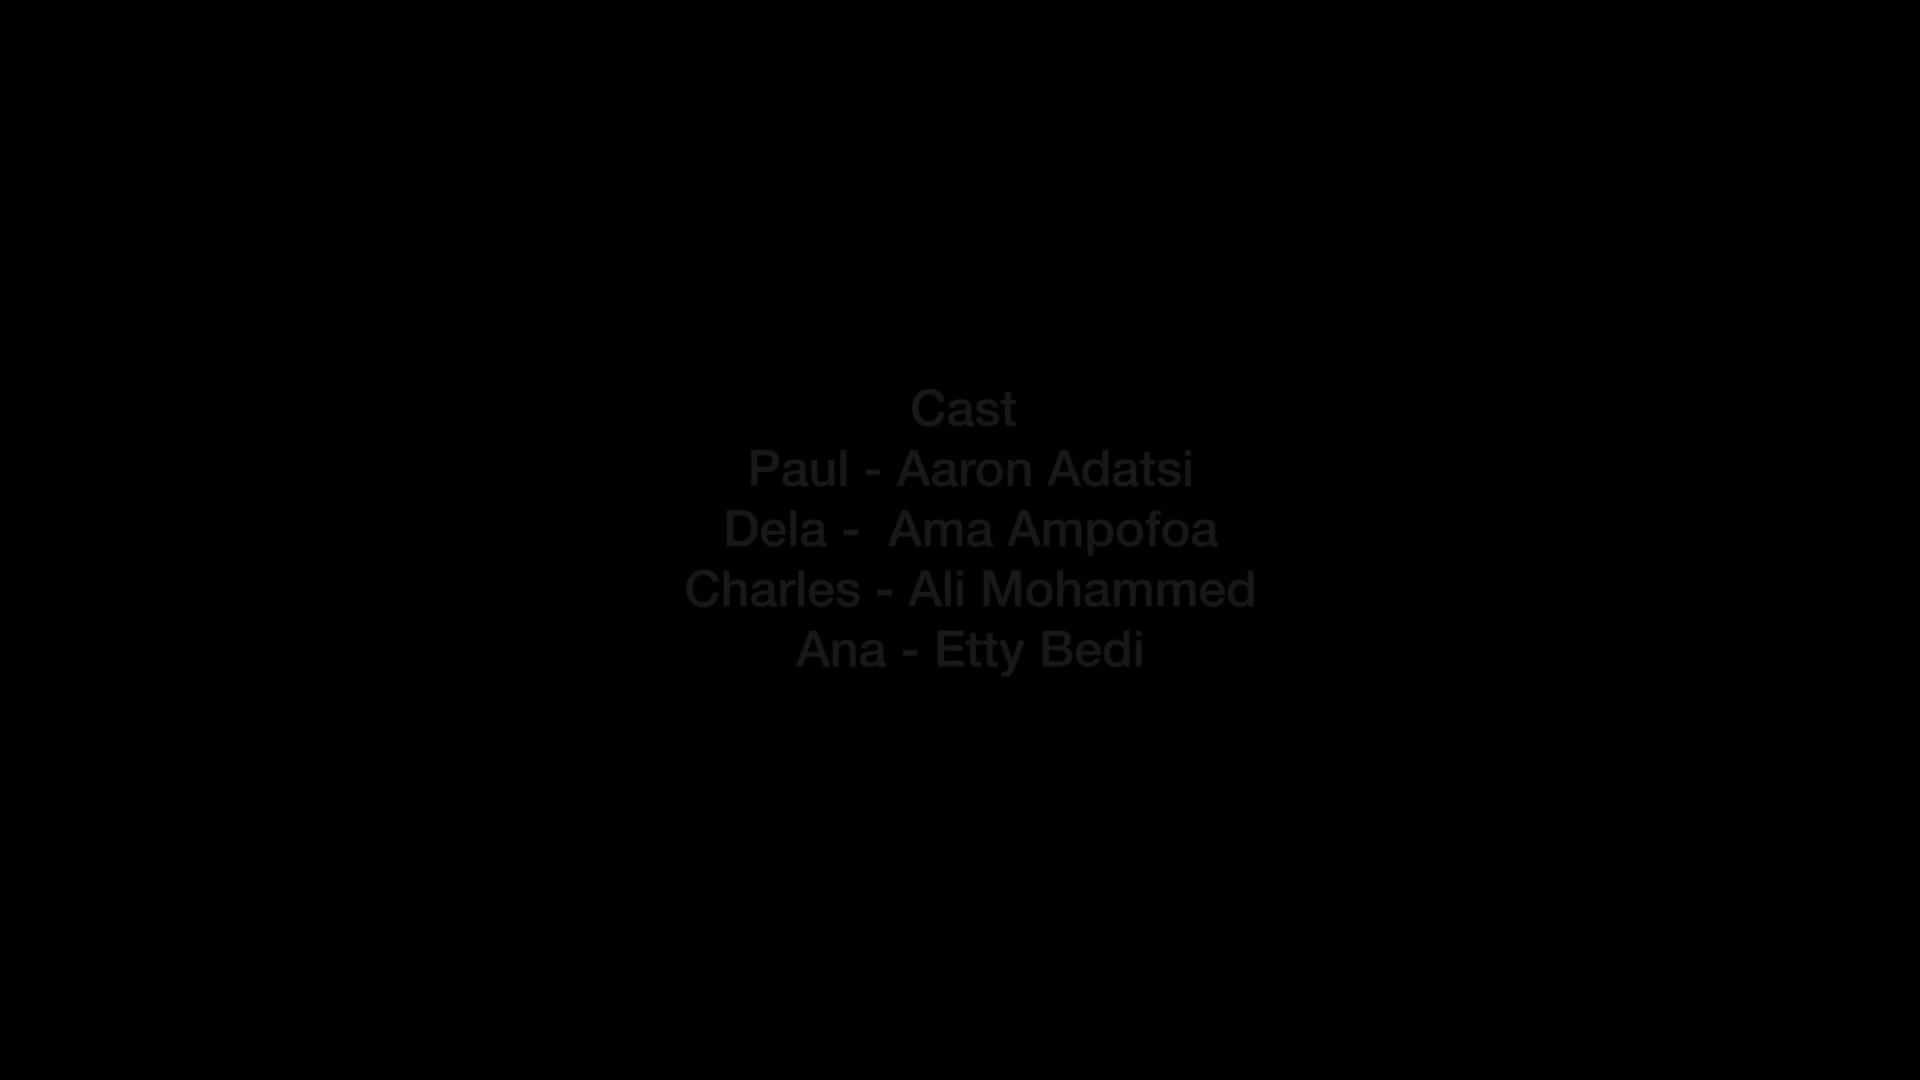 Cast
Paul - Aaron Adatsi
Dela -  Ama Ampofoa
Charles - Ali Mohammed
Ana - Etty Bedi